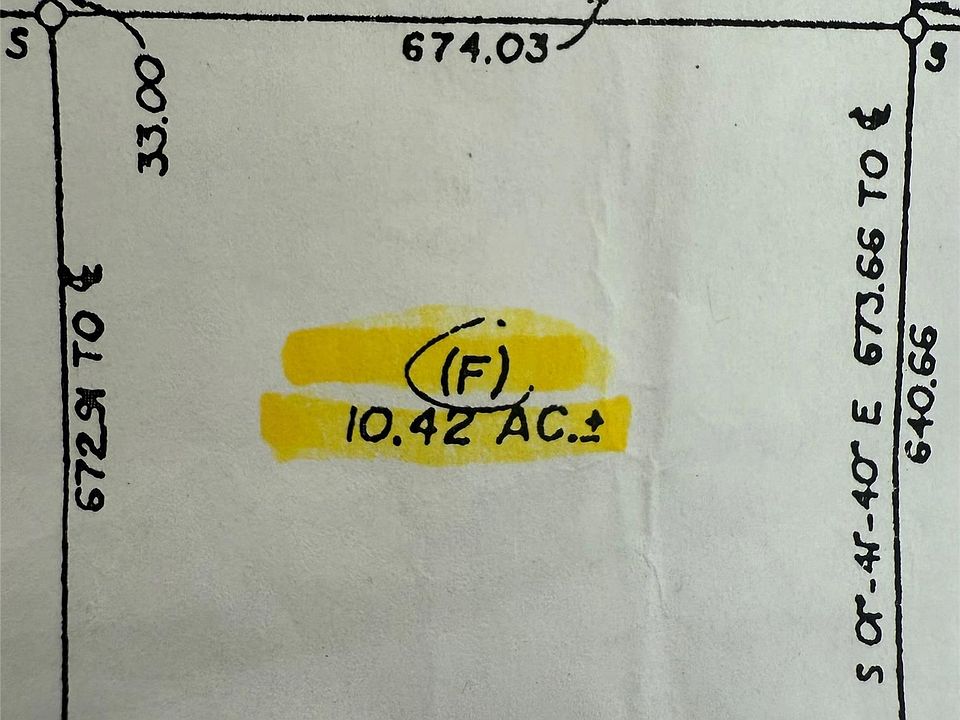 S
674.03
S
33.00
672.91 TO ℄
(F)
10.42 AC.±
S 01°-41'-40" E 673.66 TO ℄
640.66